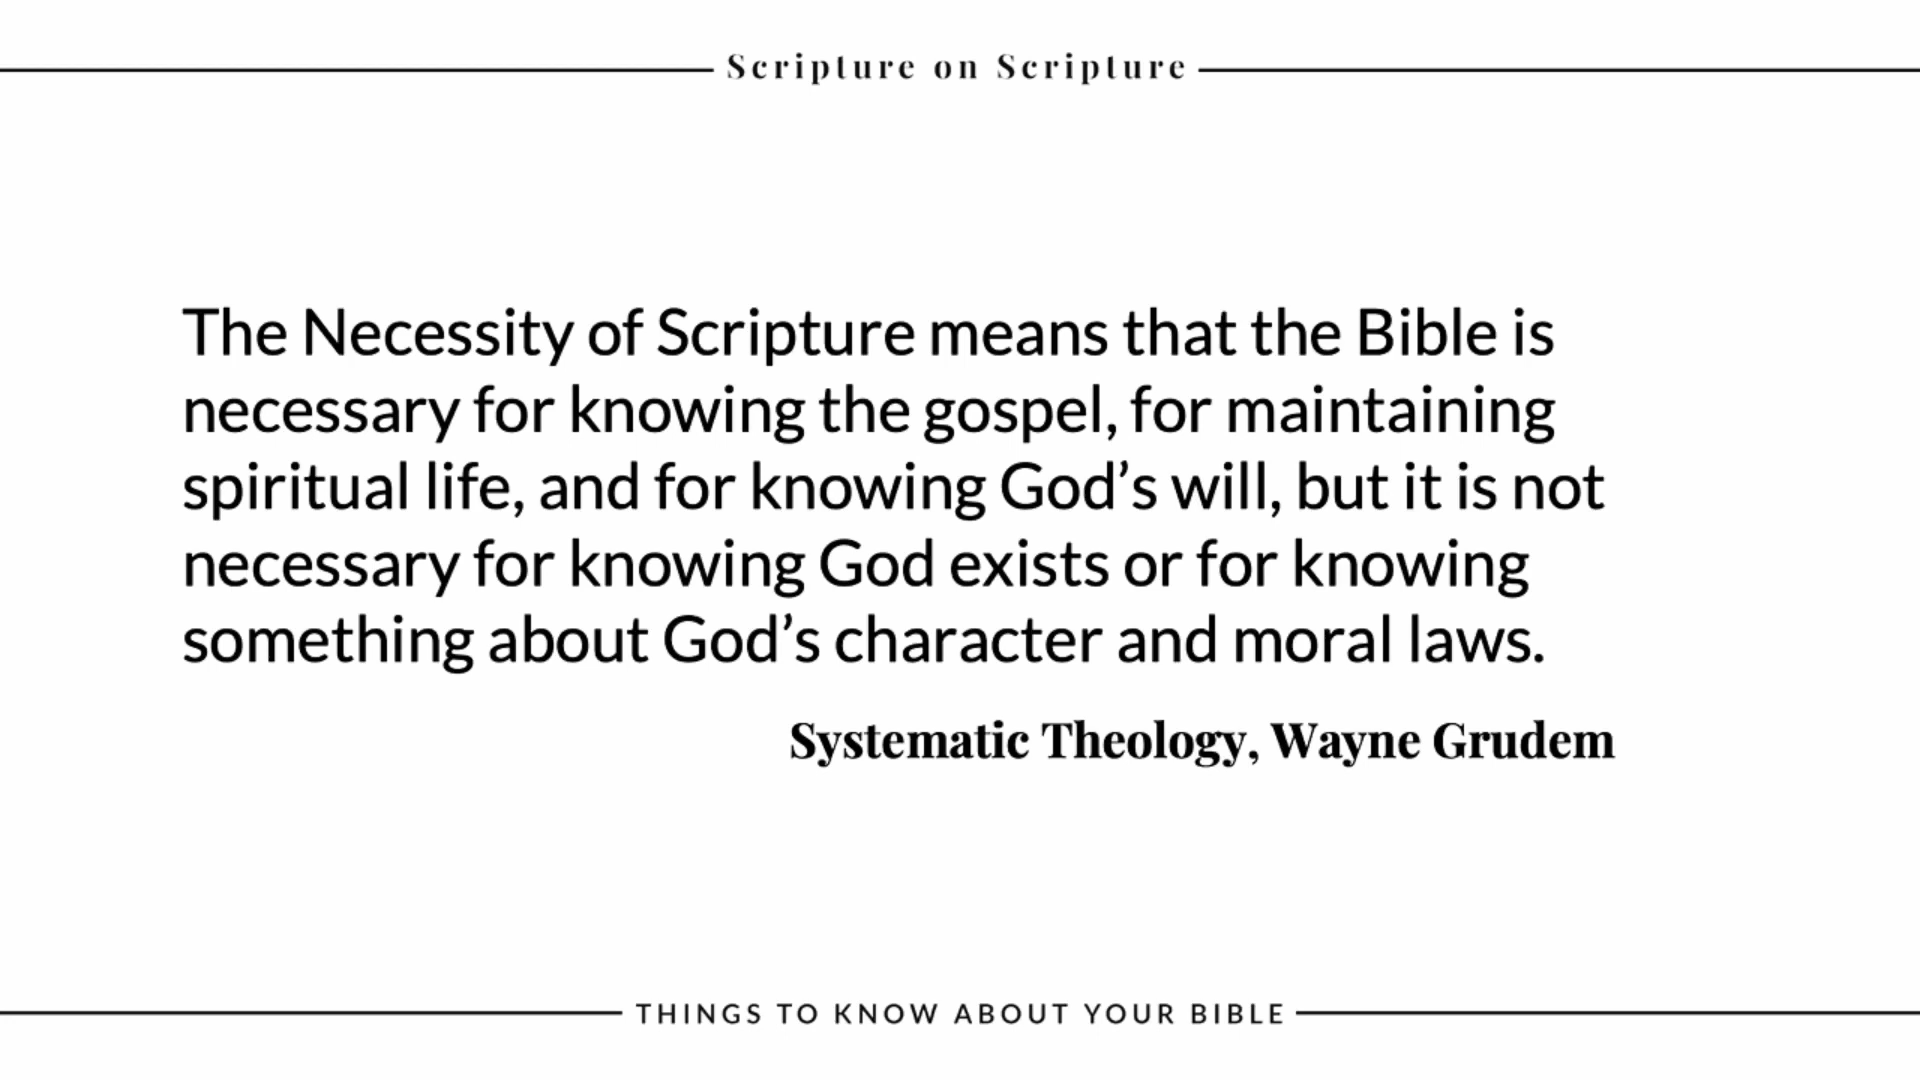 Scripture on Scripture
The Necessity of Scripture means that the Bible is
necessary for knowing the gospel, for maintaining
spiritual life, and for knowing God’s will, but it is not
necessary for knowing God exists or for knowing
something about God’s character and moral laws.
Systematic Theology, Wayne Grudem
THINGS TO KNOW ABOUT YOUR BIBLE